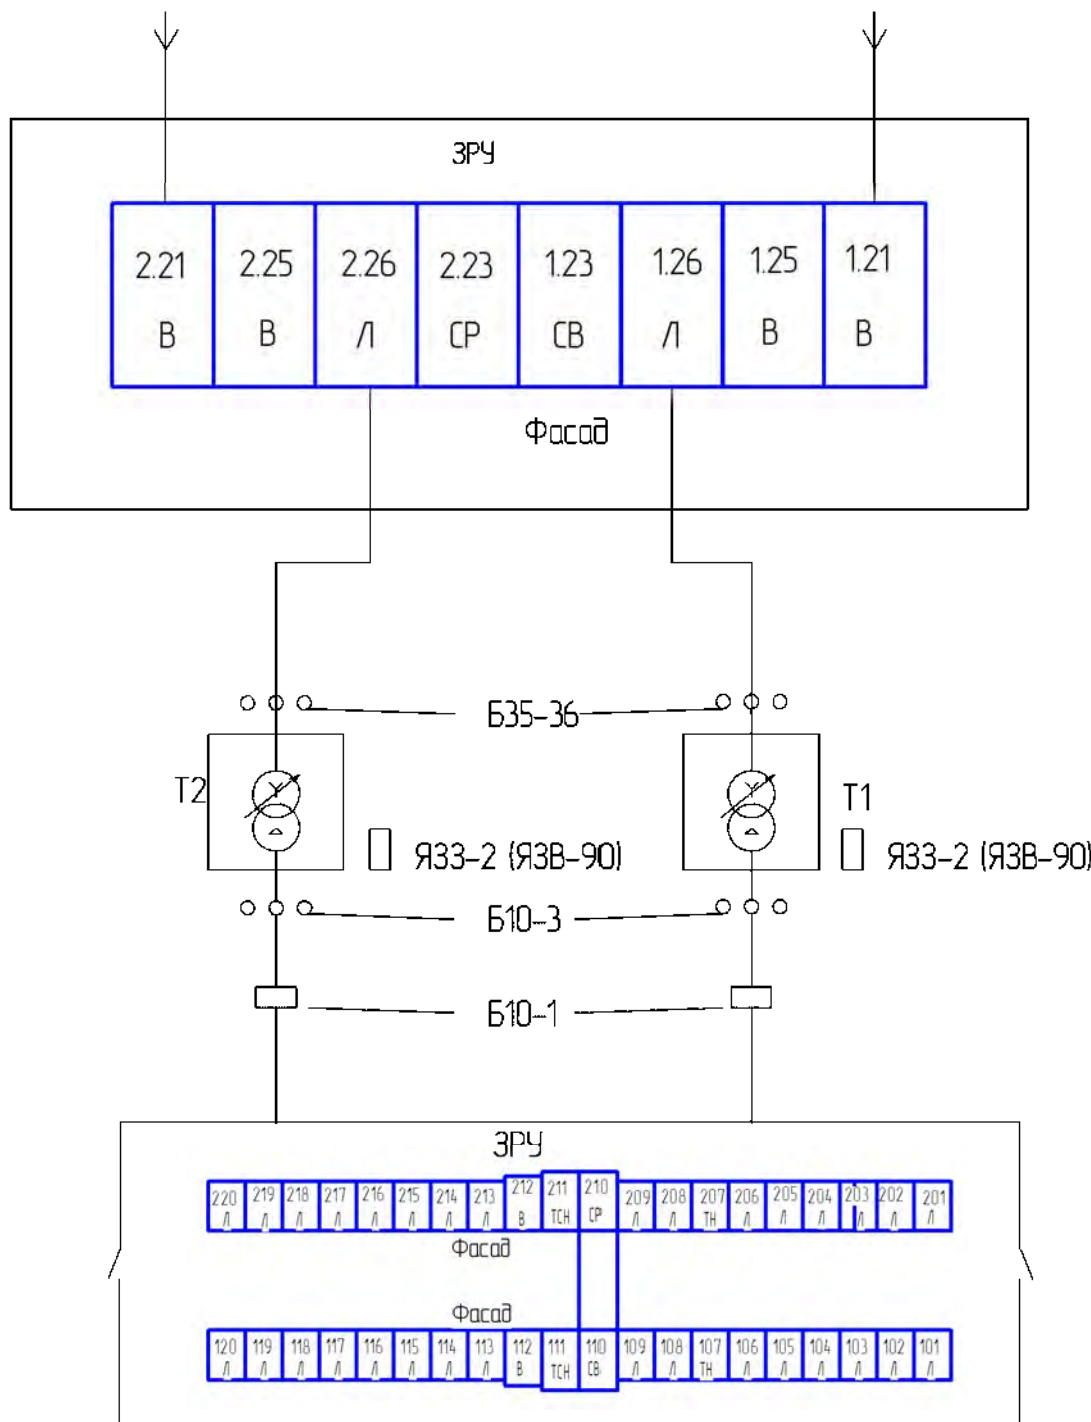 ЗРУ
2.21 2.25 2.26 2.23 1.23 1.26 1.25 1.21
В В Л СР СВ Л В В
Фасад
Б35-36
Т2 Т1
ЯЗЗ-2 (ЯЗВ-90) ЯЗЗ-2 (ЯЗВ-90)
Б10-3
Б10-1
ЗРУ
220 219 218 217 216 215 214 213 212 211 210 209 208 207 206 205 204 203 202 201
Л Л Л Л Л Л Л Л В ТСН СР Л Л ТН Л Л Л Л Л Л
Фасад
Фасад
120 119 118 117 116 115 114 113 112 111 110 109 108 107 106 105 104 103 102 101
Л Л Л Л Л Л Л Л В ТСН СВ Л Л ТН Л Л Л Л Л Л